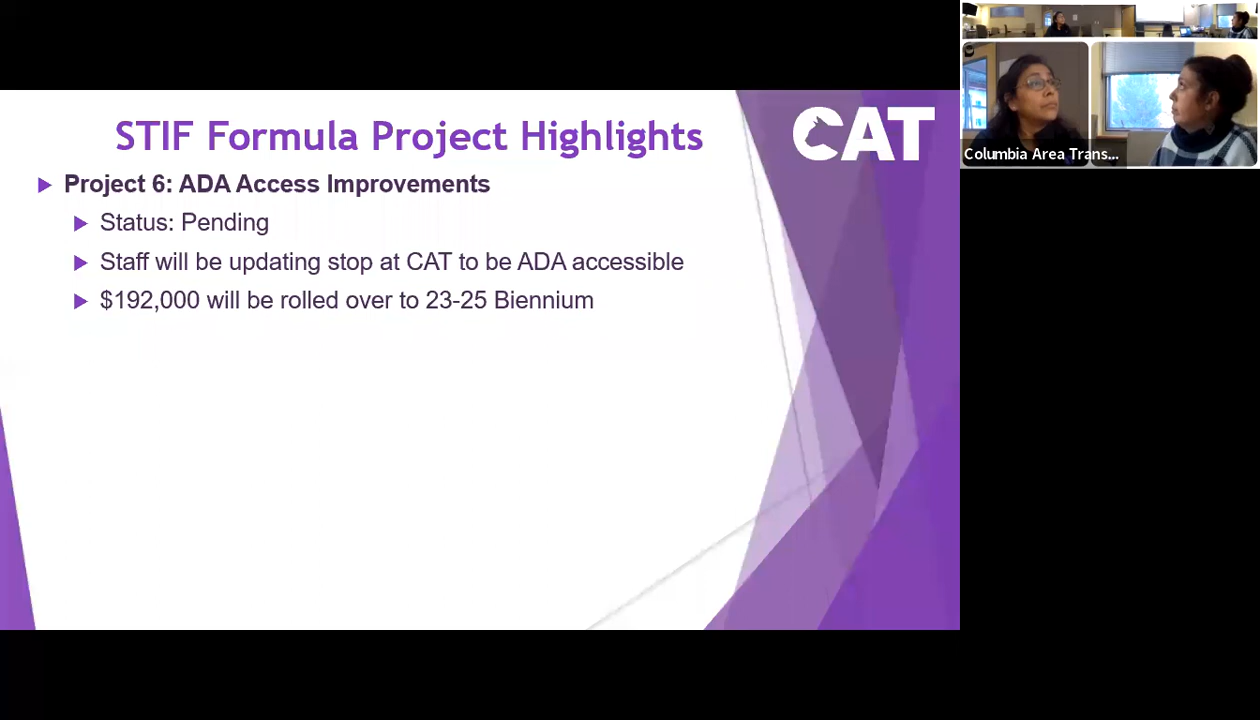 STIF Formula Project Highlights
CAT
Project 6: ADA Access Improvements
Status: Pending
Staff will be updating stop at CAT to be ADA accessible
$192,000 will be rolled over to 23-25 Biennium
Columbia Area Trans...